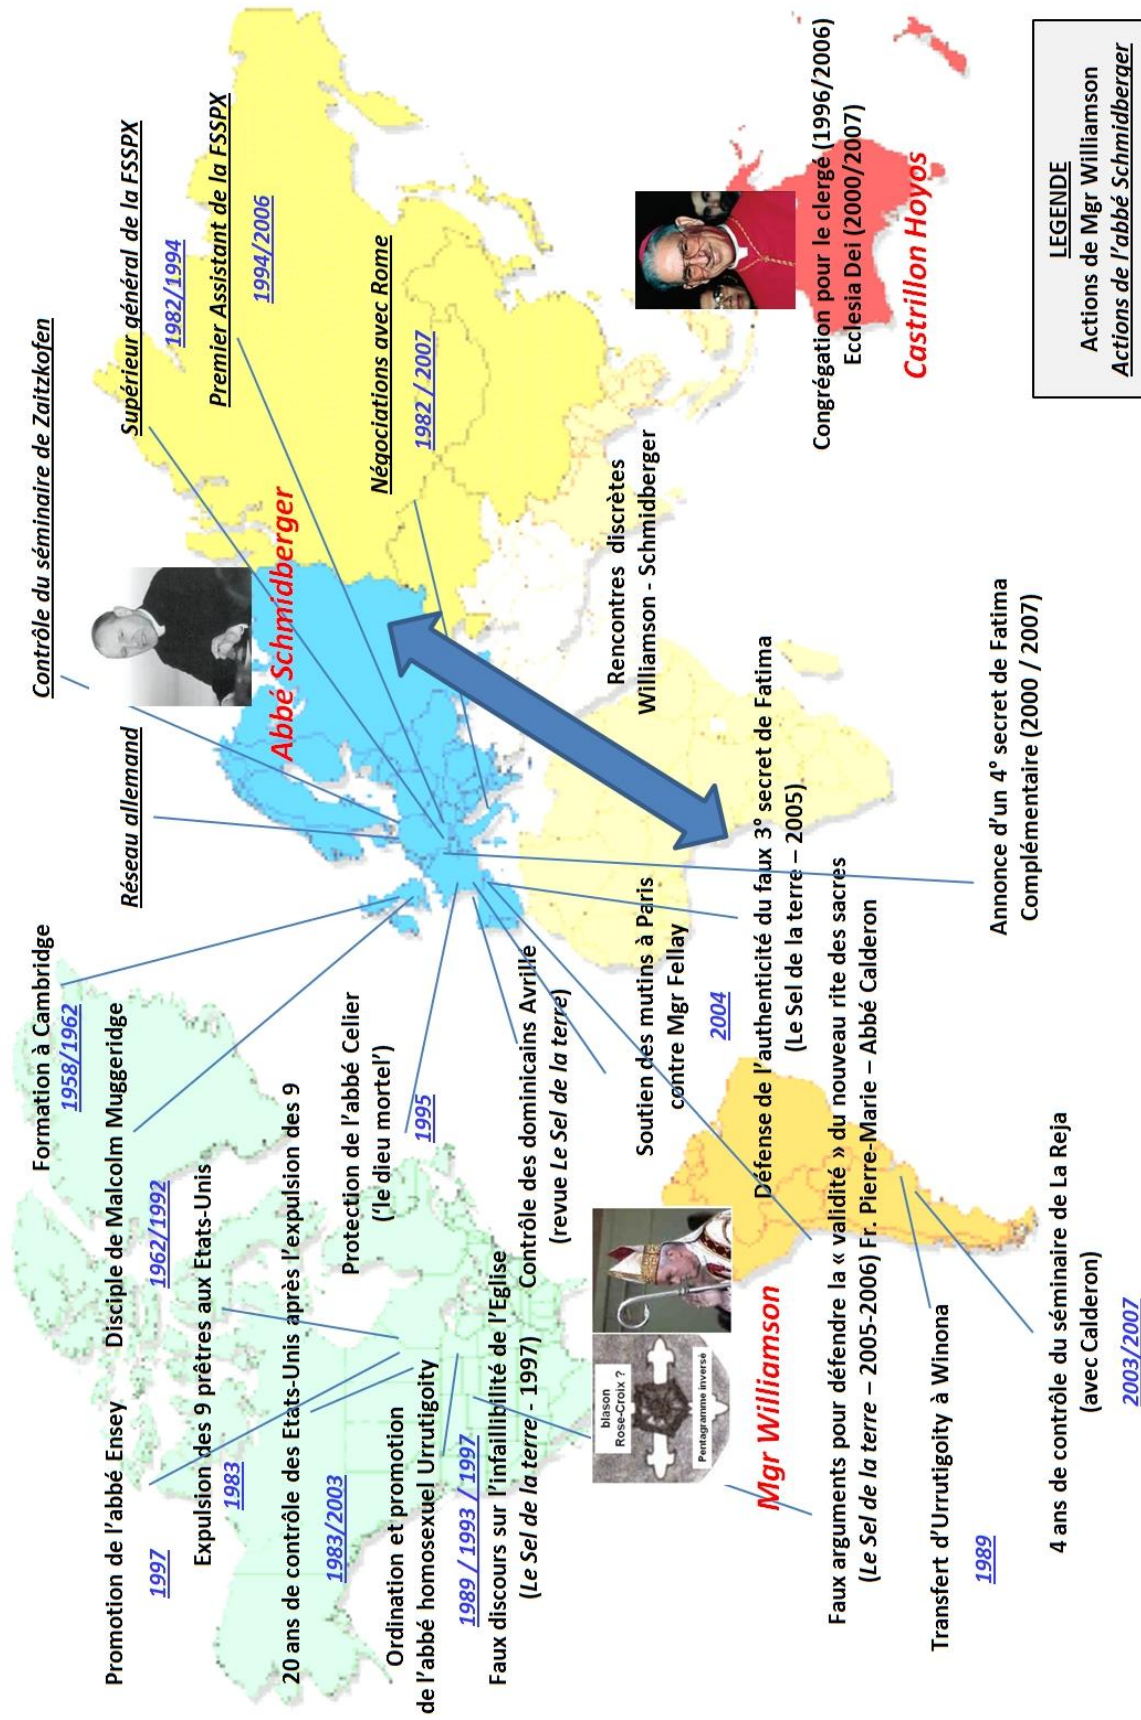 Formation à Cambridge
1958/1962
Disciple de Malcolm Muggeridge
1962/1992
Promotion de l'abbé Ensey
1997
Expulsion des 9 prêtres aux Etats-Unis
1983
20 ans de contrôle des Etats-Unis après l'expulsion des 9
1983/2003
Ordination et promotion
de l'abbé homosexuel Urrutigoity
1989 / 1993 / 1997
Faux discours sur l'infaillibilité de l'Eglise
(Le Sel de la terre - 1997)
Protection de l'abbé Celier
('le dieu mortel')
1995
Contrôle des dominicains Avrillé
(revue Le Sel de la terre)
Réseau allemand
Contrôle du séminaire de Zaitzkofen
Abbé Schmidberger
Supérieur général de la FSSPX
1982/1994
Premier Assistant de la FSSPX
1994/2006
Négociations avec Rome
1982 / 2007
Rencontres discrètes
Williamson - Schmidberger
Soutien des mutins à Paris
contre Mgr Fellay
2004
Défense de l'authenticité du faux 3° secret de Fatima
(Le Sel de la terre – 2005)
blason
Rose-Croix ?
Pentagramme inversé
Mgr Williamson
Faux arguments pour défendre la « validité » du nouveau rite des sacres
(Le Sel de la terre – 2005-2006) Fr. Pierre-Marie – Abbé Calderon
Transfert d'Urrutigoity à Winona
1989
4 ans de contrôle du séminaire de La Reja
(avec Calderon)
2003/2007
Annonce d'un 4° secret de Fatima
Complémentaire (2000 / 2007)
Congrégation pour le clergé (1996/2006)
Ecclesia Dei (2000/2007)
Castrillon Hoyos
LEGENDE
Actions de Mgr Williamson
Actions de l'abbé Schmidberger